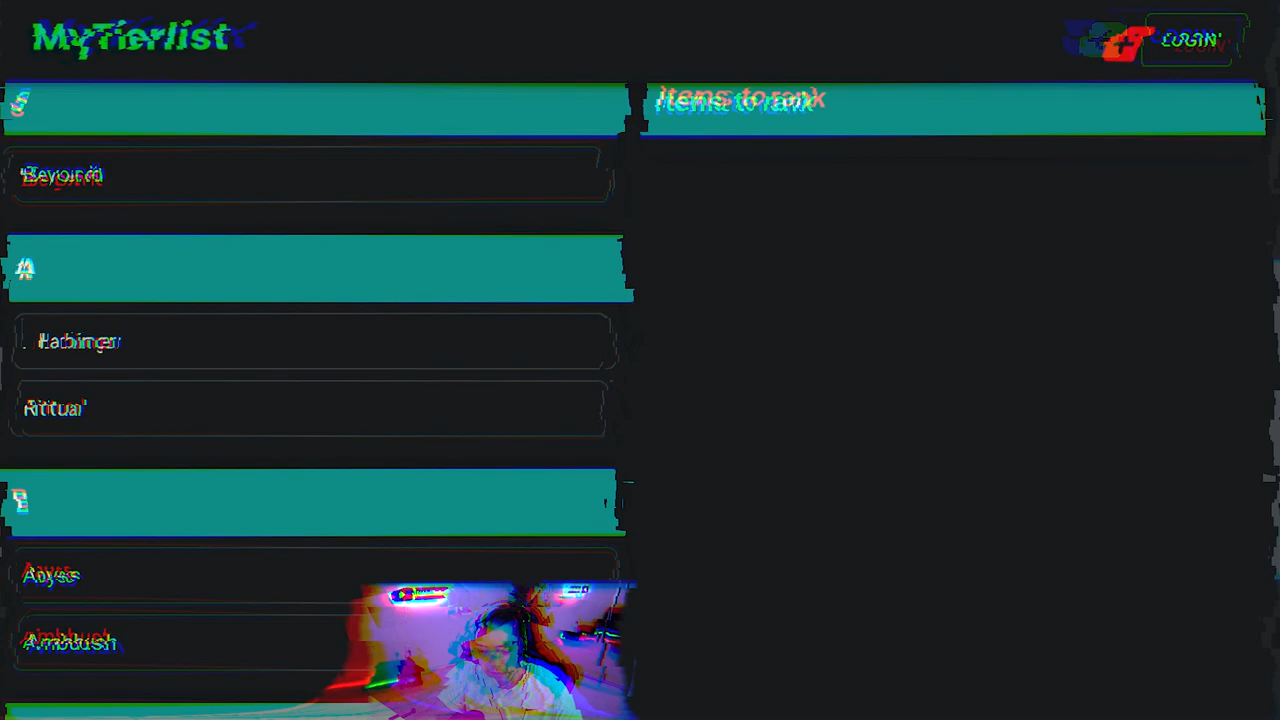 MyTierlist
LOGIN
S
Beyond
A
Harbinger
Ritual
B
Abyss
Ambush
Items to rank